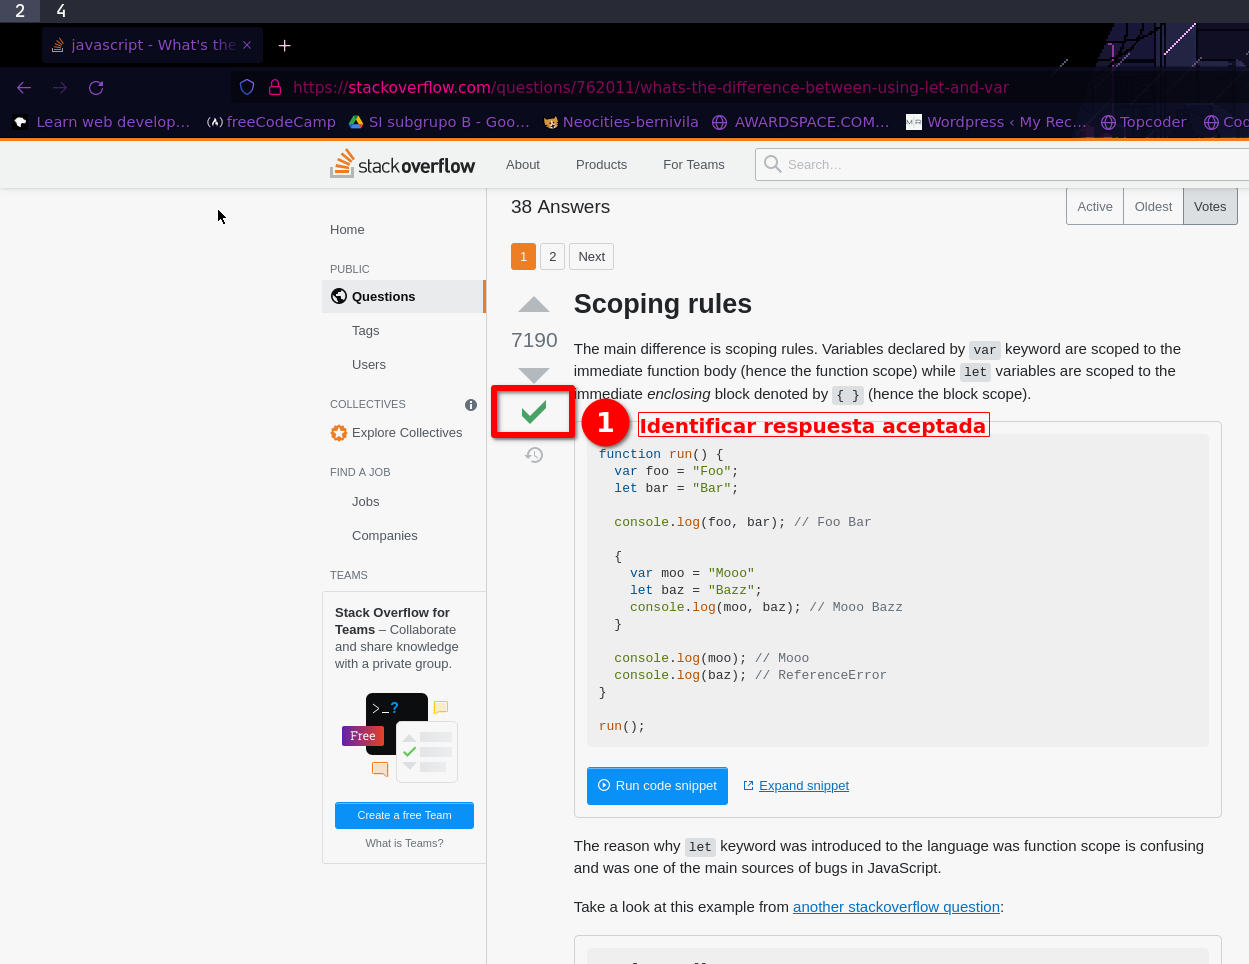 2 4
javascript - What's the
https://stackoverflow.com/questions/762011/whats-the-difference-between-using-let-and-var
Learn web develop… freeCodeCamp SI subgrupo B - Goo… Neocities-bernivila AWARDSPACE.COM… Wordpress ‹ My Rec… Topcoder Coc
stackoverflow About Products For Teams Search…
38 Answers Active Oldest Votes
Home
PUBLIC
Questions
Tags
Users
COLLECTIVES
Explore Collectives
FIND A JOB
Jobs
Companies
TEAMS
Stack Overflow for
Teams – Collaborate
and share knowledge
with a private group.
>_?
Free
Create a free Team
What is Teams?
1 2 Next
7190
Scoping rules
The main difference is scoping rules. Variables declared by var keyword are scoped to the
immediate function body (hence the function scope) while let variables are scoped to the
immediate enclosing block denoted by { } (hence the block scope).
1 Identificar respuesta aceptada
function run() {
  var foo = "Foo";
  let bar = "Bar";
  console.log(foo, bar); // Foo Bar
  {
    var moo = "Mooo"
    let baz = "Bazz";
    console.log(moo, baz); // Mooo Bazz
  }
  console.log(moo); // Mooo
  console.log(baz); // ReferenceError
}
run();
Run code snippet Expand snippet
The reason why let keyword was introduced to the language was function scope is confusing
and was one of the main sources of bugs in JavaScript.
Take a look at this example from another stackoverflow question: